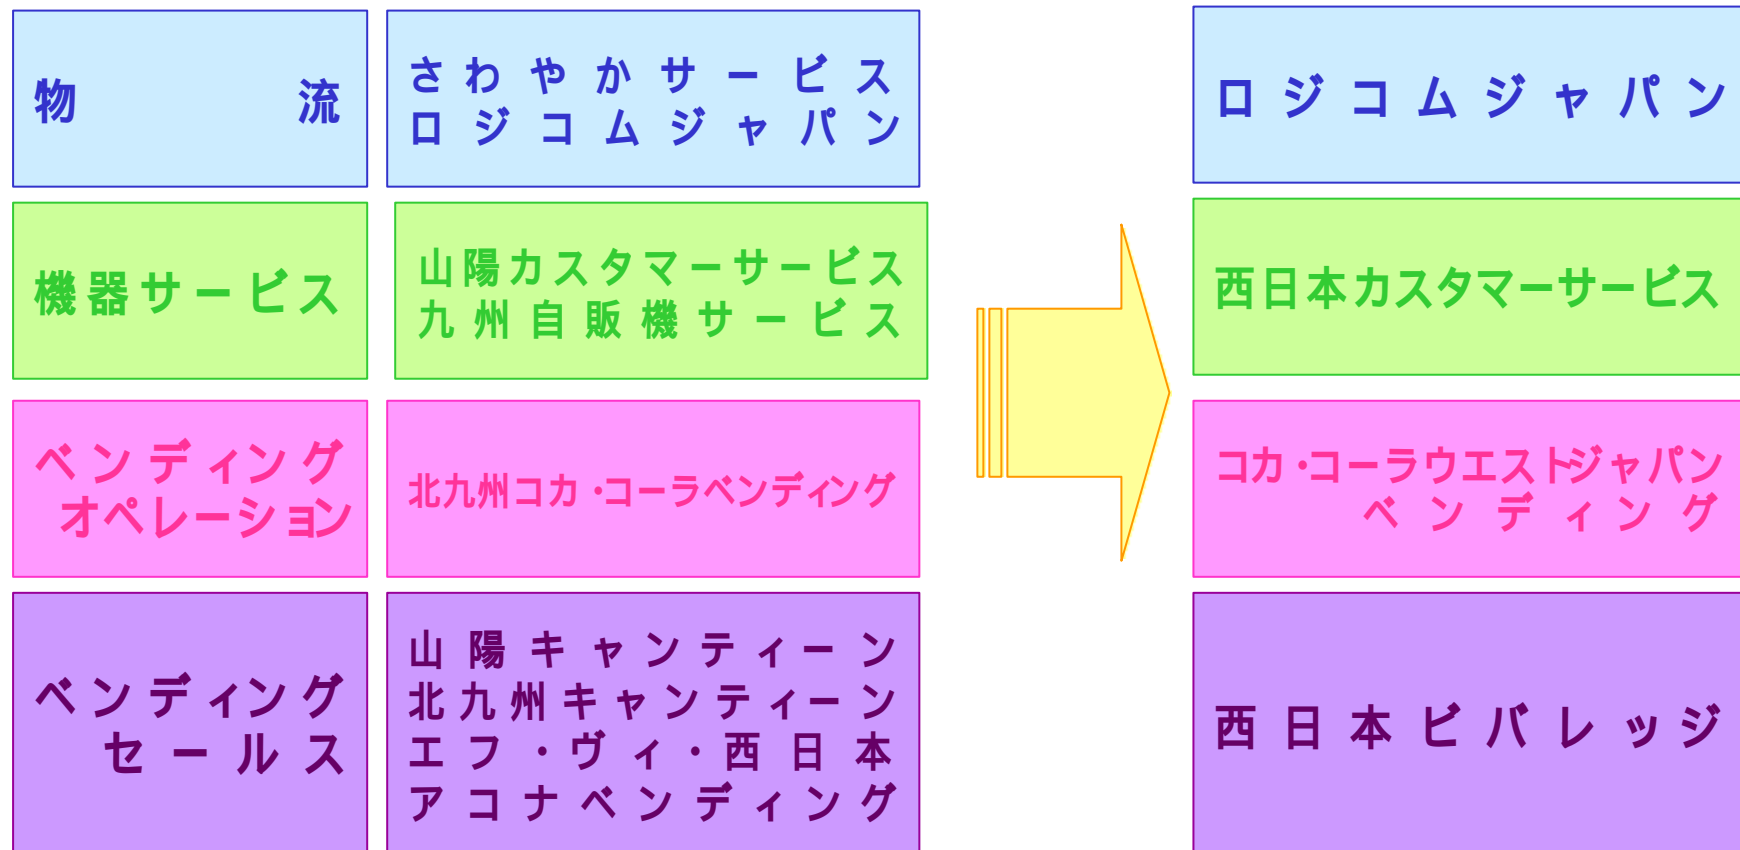 物流
さわやかサービス
ロジコムジャパン
ロジコムジャパン
機器サービス
山陽カスタマーサービス
九州自販機サービス
西日本カスタマーサービス
ベンディング
オペレーション
北九州コカ・コーラベンディング
コカ・コーラウエストジャパン
ベンディング
ベンディング
セールス
山陽キャンティーン
北九州キャンティーン
エフ・ヴィ・西日本
アコナベンディング
西日本ビバレッジ